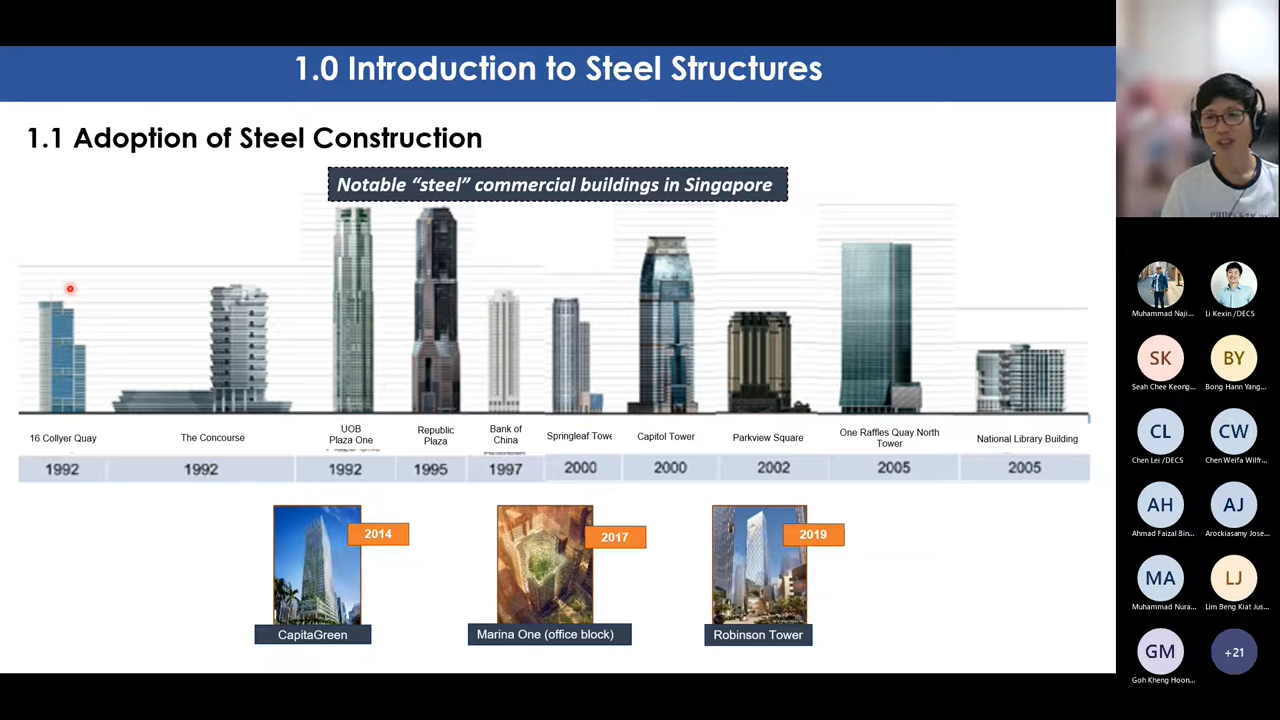 1.0 Introduction to Steel Structures
1.1 Adoption of Steel Construction
Notable “steel” commercial buildings in Singapore
16 Collyer Quay
The Concourse
UOB
Plaza One
Republic
Plaza
Bank of
China
Springleaf Towe
Capitol Tower
Parkview Square
One Raffles Quay North
Tower
National Library Building
1992
1992
1992
1995
1997
2000
2000
2002
2005
2005
2014
CapitaGreen
2017
Marina One (office block)
2019
Robinson Tower
Muhammad Naji...
Li Kexin /DECS
SK
Seah Chee Keong...
BY
Bong Hann Yang...
CL
Chen Lei /DECS
CW
Chen Weifa Wilfr...
AH
Ahmad Faizal Bin...
AJ
Arockiasamy Jose...
MA
Muhammad Nura...
LJ
Lim Beng Kiat Jus...
GM
Goh Kheng Hoon...
+21